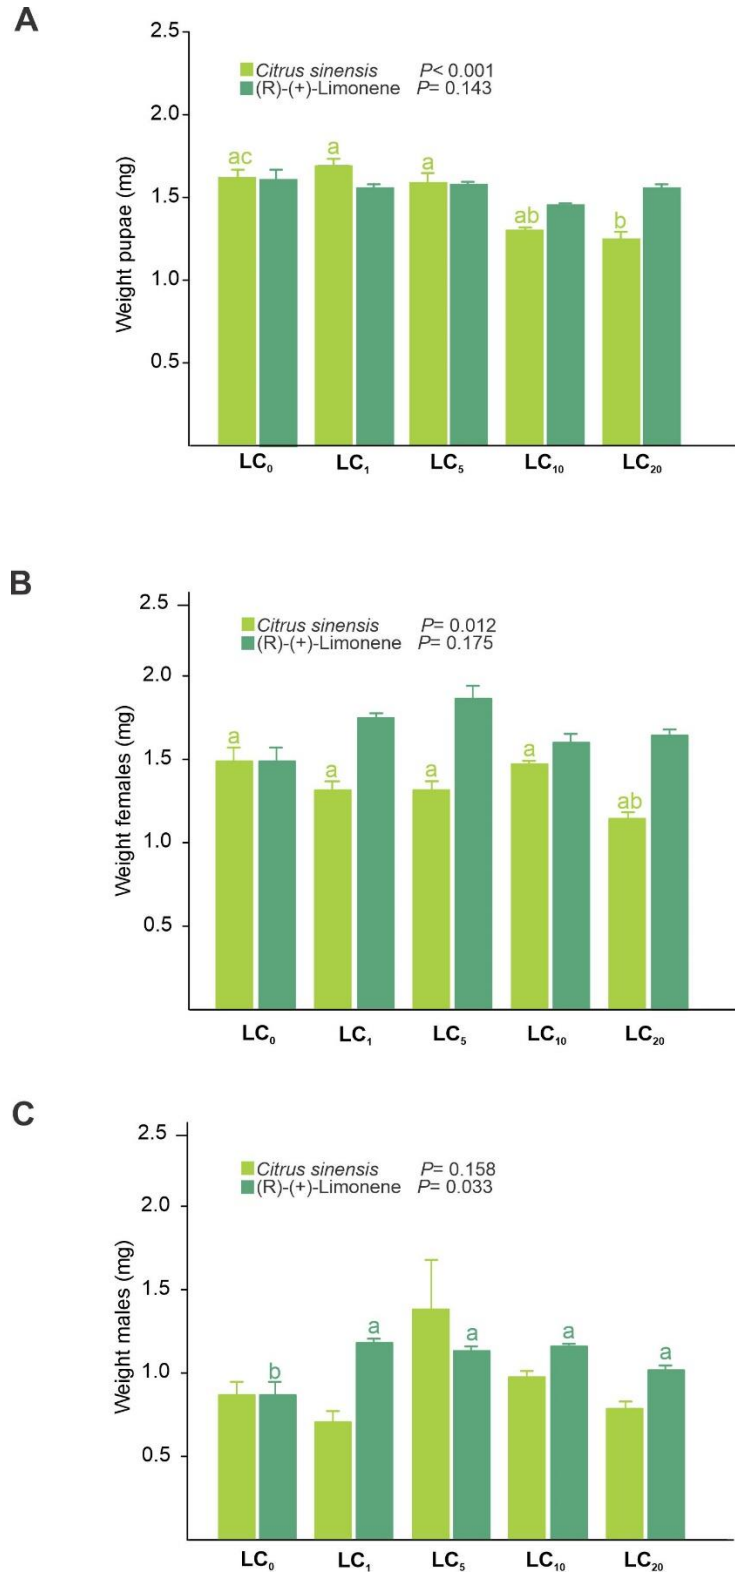 A
2.5
Citrus sinensis P< 0.001
(R)-(+)-Limonene P= 0.143
2.0
ac a a
1.5
ab b
Weight pupae (mg)
1.0
0.5
LC₀ LC₁ LC₅ LC₁₀ LC₂₀
B
2.5
Citrus sinensis P= 0.012
(R)-(+)-Limonene P= 0.175
2.0
a a
1.5
a a
ab
Weight females (mg)
1.0
0.5
LC₀ LC₁ LC₅ LC₁₀ LC₂₀
C
2.5
Citrus sinensis P= 0.158
(R)-(+)-Limonene P= 0.033
2.0
1.5
a a a
a
b
Weight males (mg)
1.0
0.5
LC₀ LC₁ LC₅ LC₁₀ LC₂₀